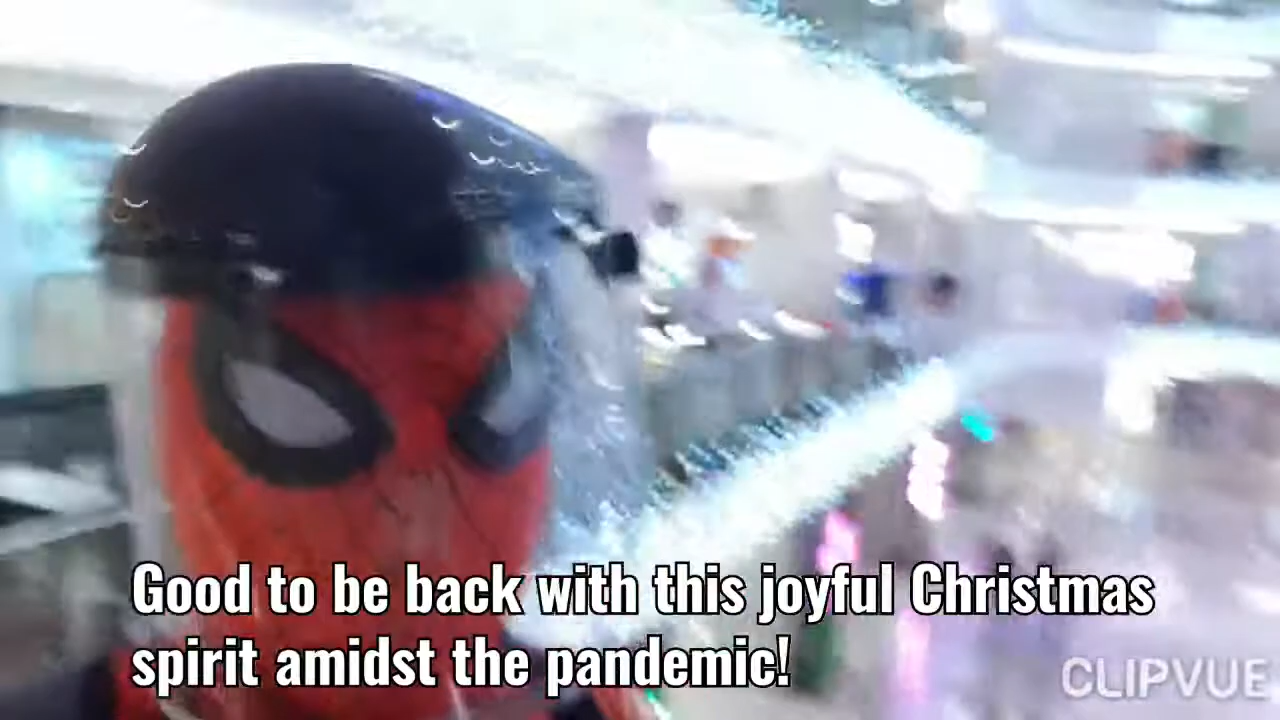 Good to be back with this joyful Christmas
spirit amidst the pandemic!
CLIPVUE